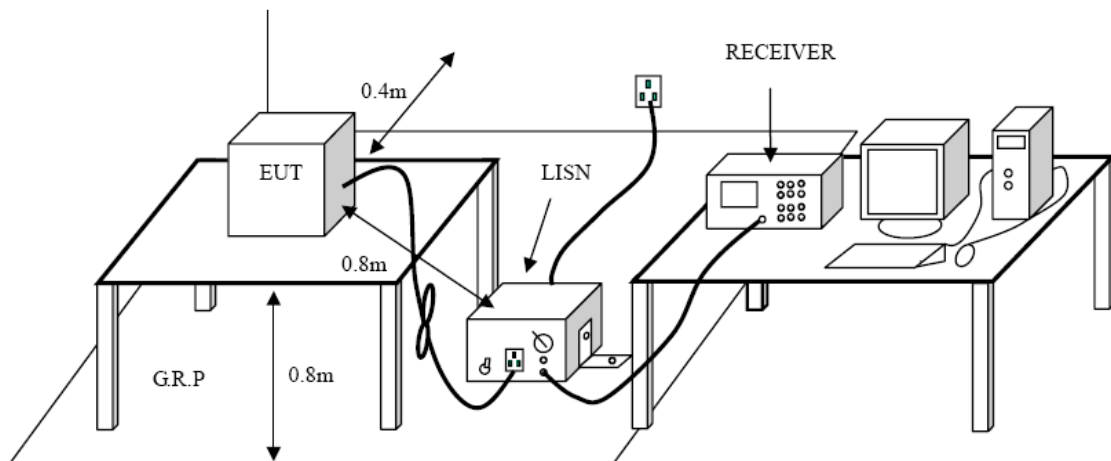 RECEIVER
0.4m
EUT
LISN
0.8m
G.R.P
0.8m